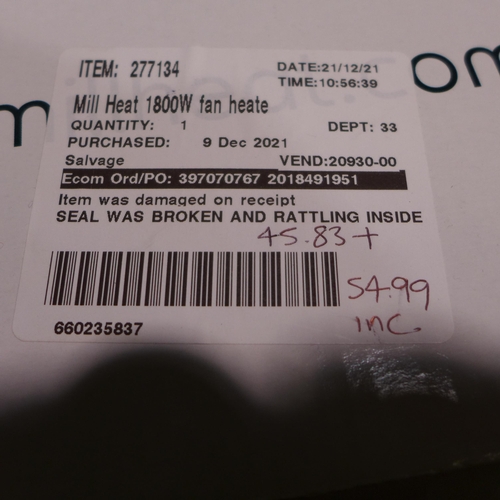 om
ITEM: 277134 DATE:21/12/21
TIME:10:56:39
Mill Heat 1800W fan heate
QUANTITY: 1 DEPT: 33
PURCHASED: 9 Dec 2021
Salvage VEND:20930-00
Ecom Ord/PO: 397070767 2018491951
Item was damaged on receipt
SEAL WAS BROKEN AND RATTLING INSIDE
45.83+
54.99
inc.
660235837